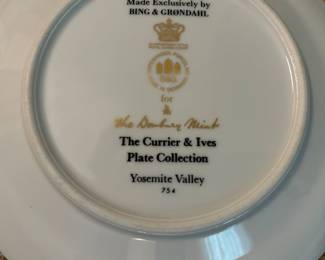 Made Exclusively by
BING & GRØNDAHL
B&G
for
The Danbury Mint
The Currier & Ives
Plate Collection
Yosemite Valley
754